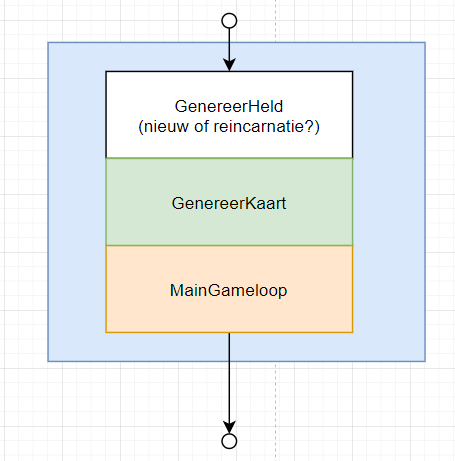 GenereerHeld
(nieuw of reincarnatie?)
GenereerKaart
MainGameloop